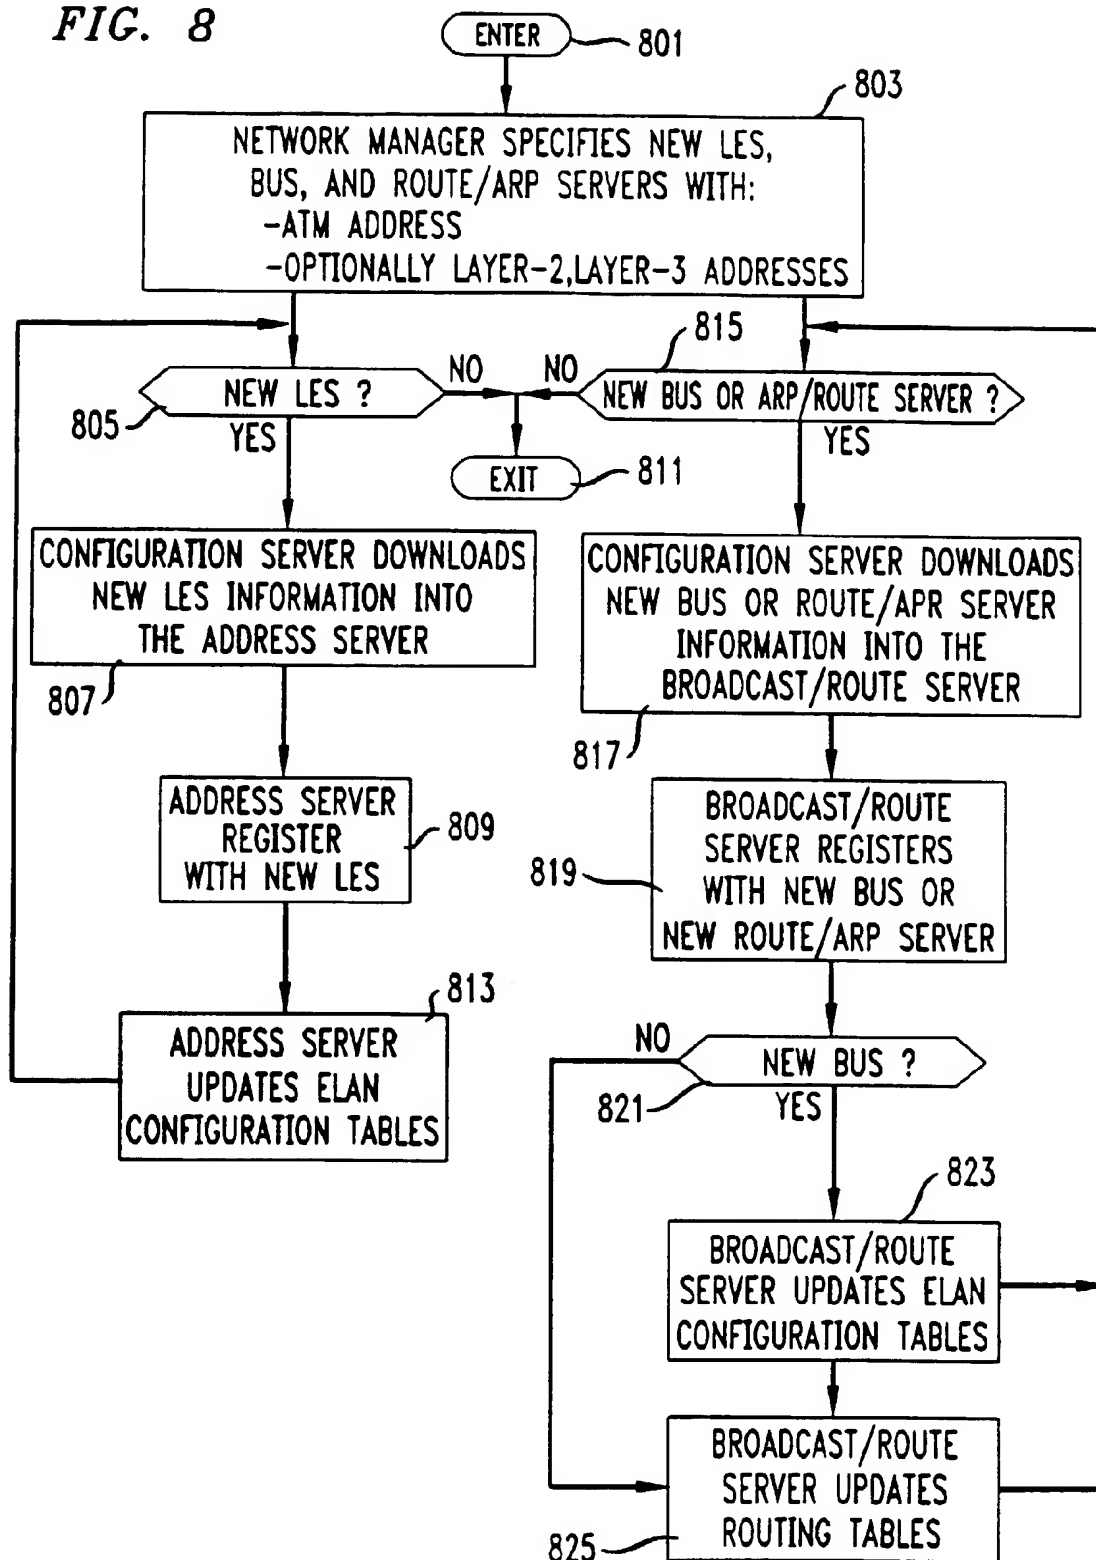 FIG. 8
ENTER
801
803
NETWORK MANAGER SPECIFIES NEW LES,
BUS, AND ROUTE/ARP SERVERS WITH:
-ATM ADDRESS
-OPTIONALLY LAYER-2,LAYER-3 ADDRESSES
815
NO
NO
NEW LES ?
NEW BUS OR ARP/ROUTE SERVER ?
805
YES
YES
EXIT
811
CONFIGURATION SERVER DOWNLOADS
NEW LES INFORMATION INTO
THE ADDRESS SERVER
807
CONFIGURATION SERVER DOWNLOADS
NEW BUS OR ROUTE/APR SERVER
INFORMATION INTO THE
BROADCAST/ROUTE SERVER
817
ADDRESS SERVER
REGISTER
WITH NEW LES
809
BROADCAST/ROUTE
SERVER REGISTERS
WITH NEW BUS OR
NEW ROUTE/ARP SERVER
819
813
ADDRESS SERVER
UPDATES ELAN
CONFIGURATION TABLES
NO
NEW BUS ?
821
YES
823
BROADCAST/ROUTE
SERVER UPDATES ELAN
CONFIGURATION TABLES
BROADCAST/ROUTE
SERVER UPDATES
ROUTING TABLES
825